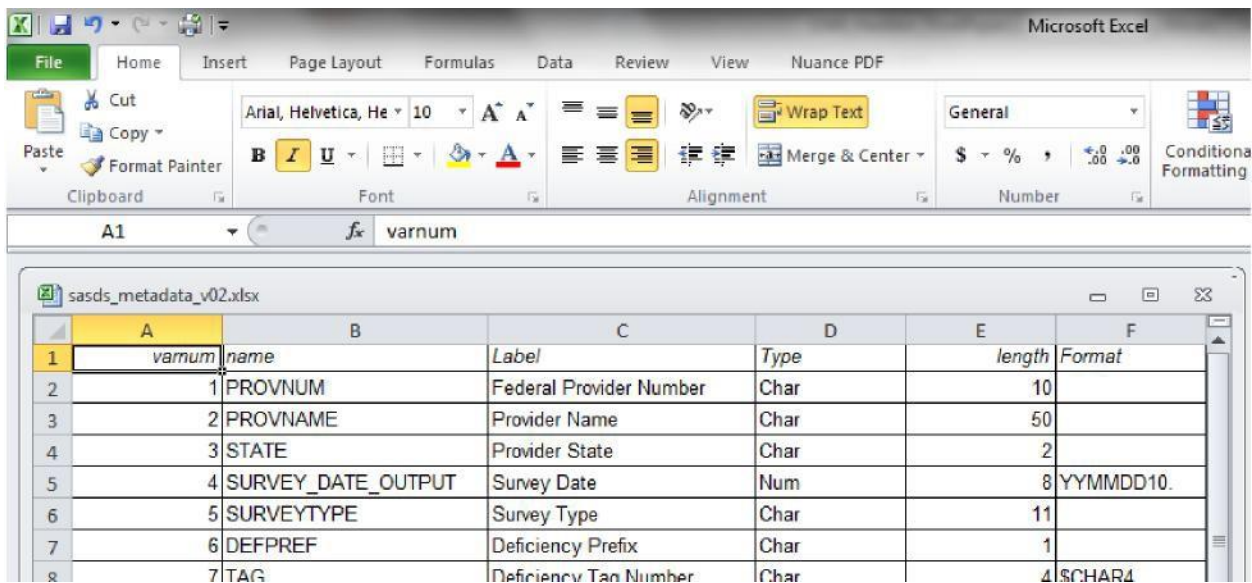 Microsoft Excel
File Home Insert Page Layout Formulas Data Review View Nuance PDF
Cut
Copy
Paste
Format Painter
Arial, Helvetica, He 10 A A
B I U A
Wrap Text
Merge & Center
General
$ % , .0 .00 .00 .0
Conditiona
Formatting
Clipboard Font Alignment Number
A1 fx varnum
sasds_metadata_v02.xlsx
A B C D E F
1 varnum name Label Type length Format
2 1 PROVNUM Federal Provider Number Char 10
3 2 PROVNAME Provider Name Char 50
4 3 STATE Provider State Char 2
5 4 SURVEY_DATE_OUTPUT Survey Date Num 8 YYMMDD10.
6 5 SURVEYTYPE Survey Type Char 11
7 6 DEFPREF Deficiency Prefix Char 1
8 7 TAG Deficiency Tag Number Char 4 $CHAR4